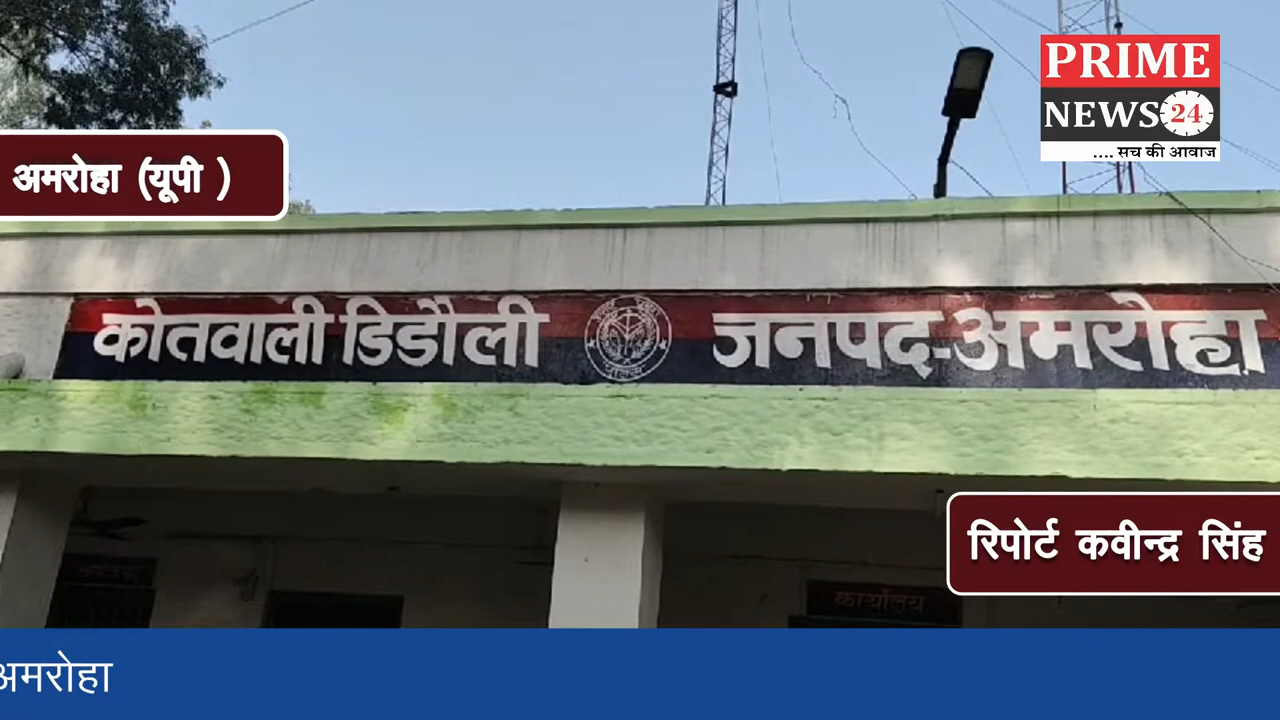 PRIME
NEWS 24
.... सच की आवाज
अमरोहा (यूपी )
कोतवाली डिडौली जनपद-अमरोहा
पुलिस
रिपोर्ट कवीन्द्र सिंह
कार्यालय
अमरोहा